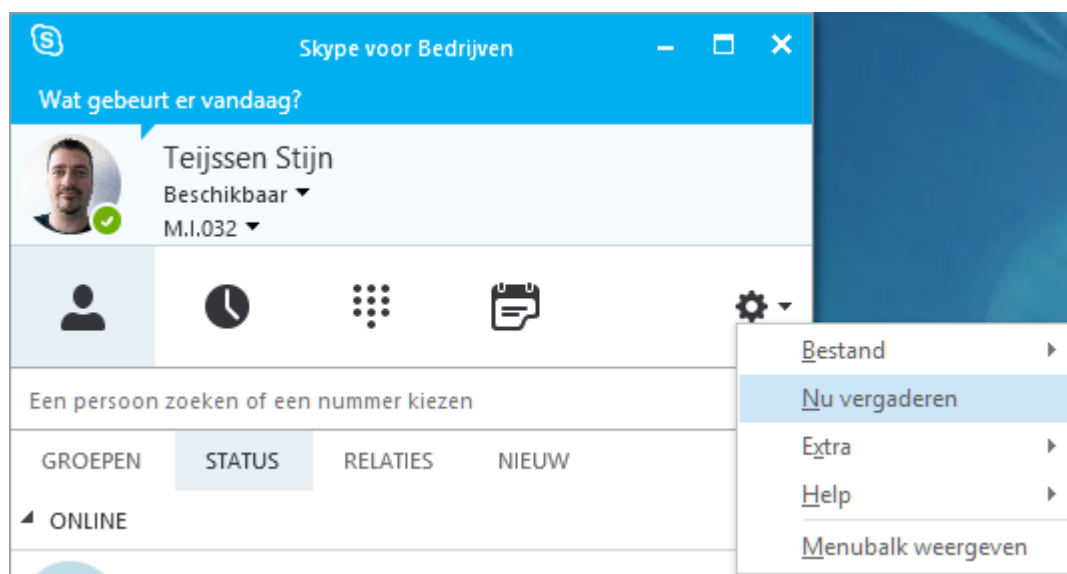 Skype voor Bedrijven
Wat gebeurt er vandaag?
Teijssen Stijn
Beschikbaar
M.I.032
Een persoon zoeken of een nummer kiezen
GROEPEN STATUS RELATIES NIEUW
ONLINE
Bestand
Nu vergaderen
Extra
Help
Menubalk weergeven